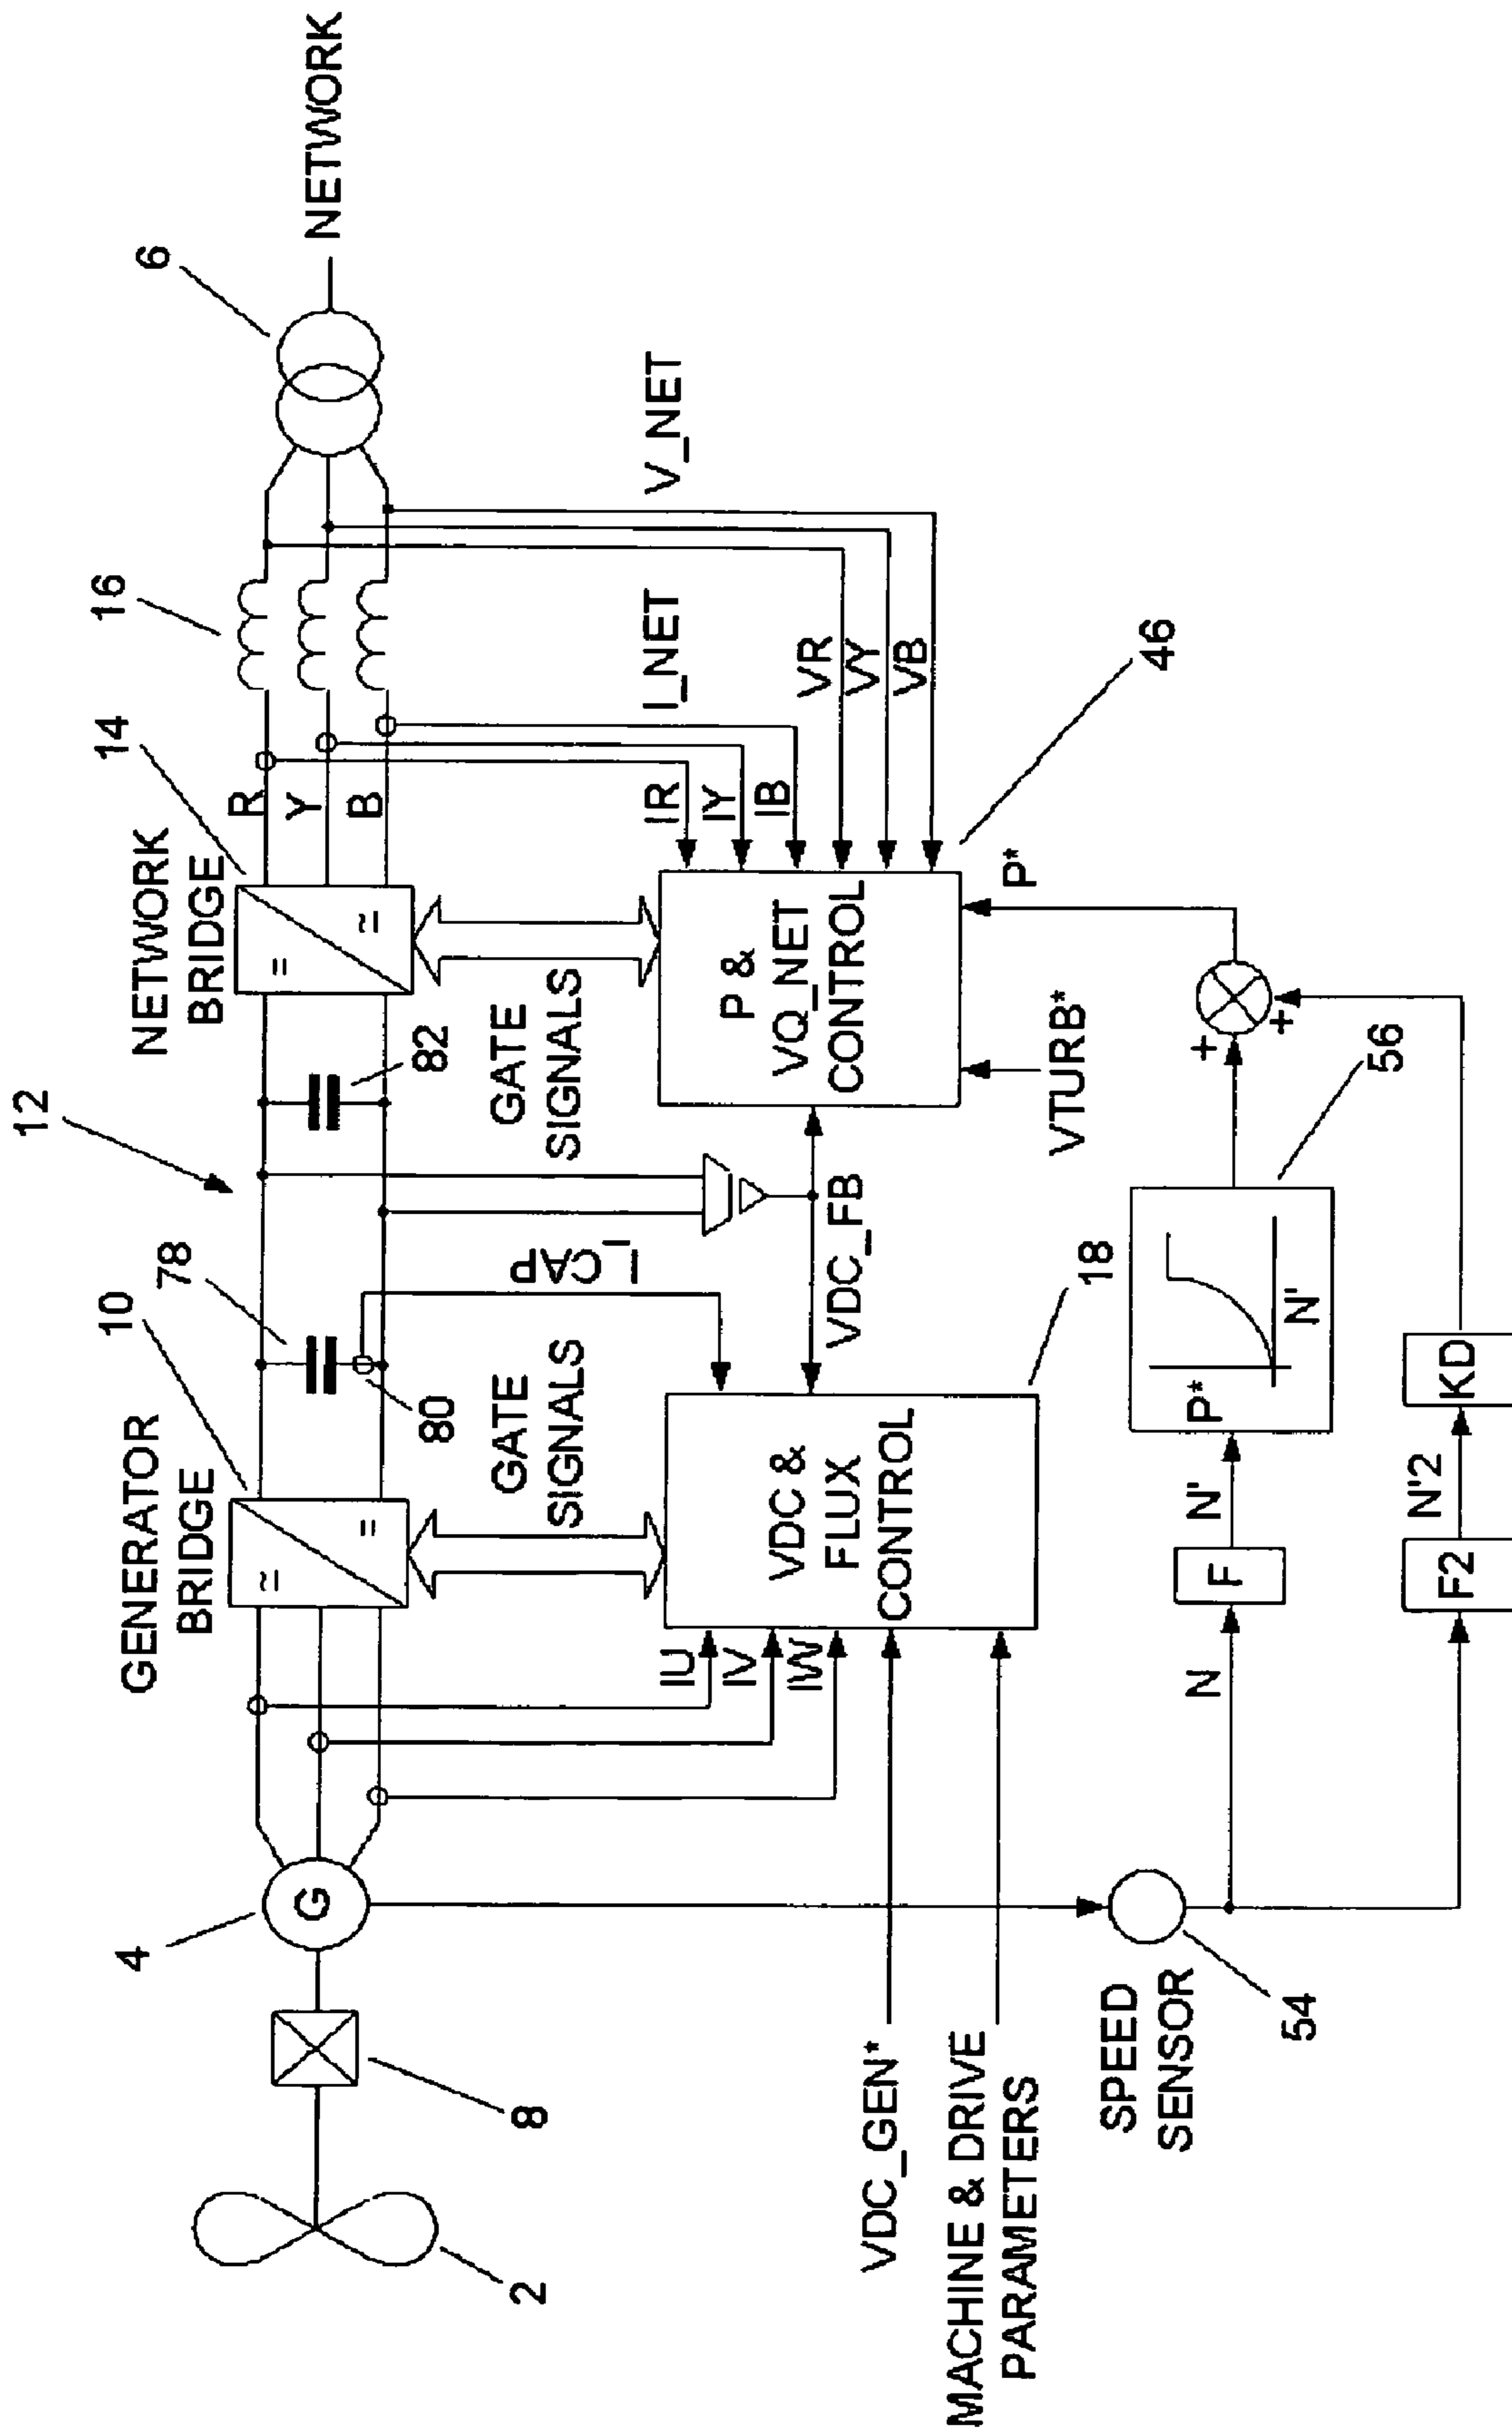 12
10
78
14
16
6
4
GENERATOR
BRIDGE
NETWORK
BRIDGE
NETWORK
R
Y
B
G
=
=
=
=
80
82
8
2
GATE
SIGNALS
I_CAP
GATE
SIGNALS
I_NET
V_NET
IU
IV
IW
VDC &
FLUX
CONTROL
VDC_FB
P &
VQ_NET
CONTROL
IR
IY
IB
VR
VY
VB
46
VDC_GEN*
MACHINE & DRIVE
PARAMETERS
18
VTURB*
P*
SPEED
SENSOR
54
N
F
N'
P*
N'
56
+
+
F2
N'2
KD